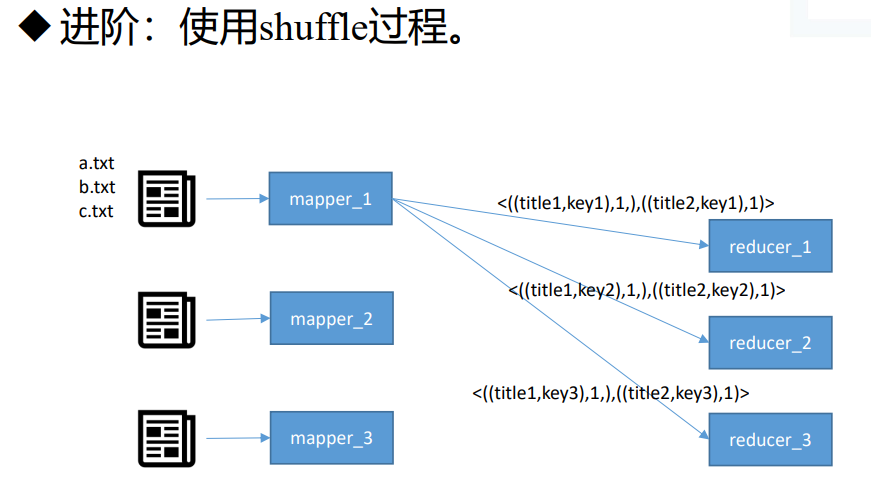 ◆ 进阶：使用shuffle过程。
a.txt
b.txt
c.txt
mapper_1
<((title1,key1),1,),((title2,key1),1)>
reducer_1
mapper_2
<((title1,key2),1,),((title2,key2),1)>
reducer_2
mapper_3
<((title1,key3),1,),((title2,key3),1)>
reducer_3